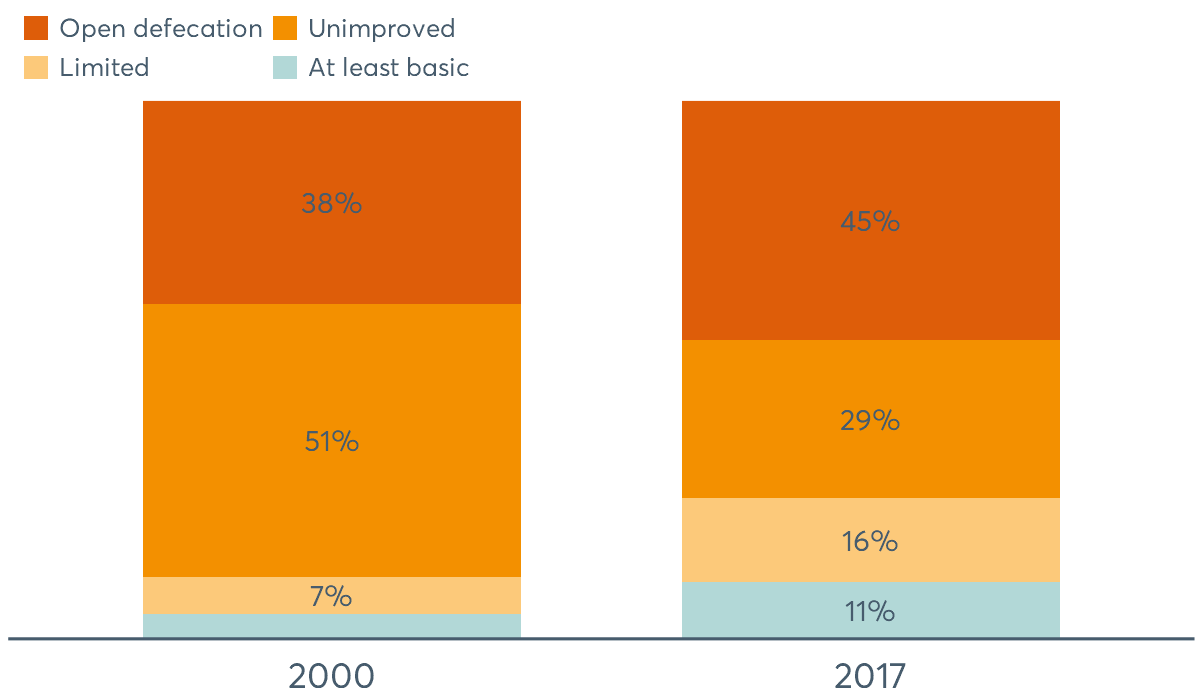 Open defecation Unimproved
Limited At least basic
38% 45%
51% 29%
7% 16%
11%
2000 2017